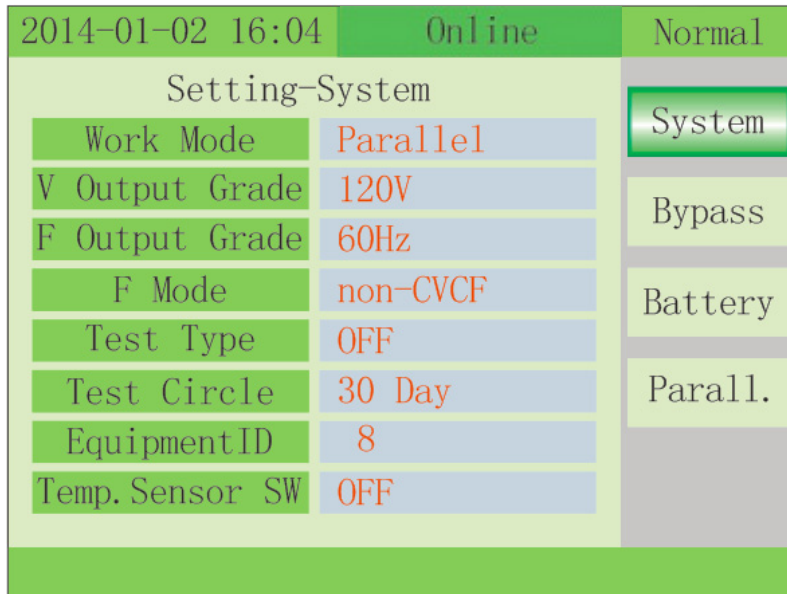 2014-01-02 16:04 Online Normal
Setting-System
Work Mode Parallel
V Output Grade 120V
F Output Grade 60Hz
F Mode non-CVCF
Test Type OFF
Test Circle 30 Day
EquipmentID 8
Temp.Sensor SW OFF
System
Bypass
Battery
Parall.